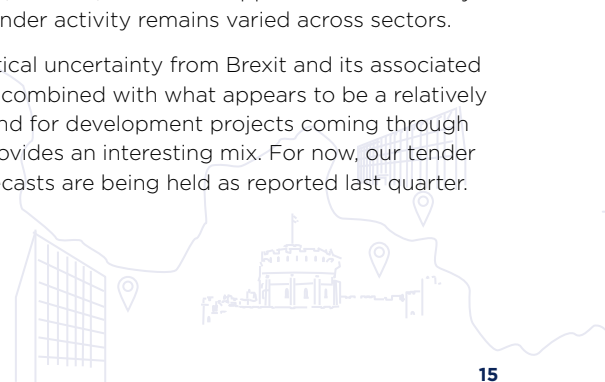 nder activity remains varied across sectors.
tical uncertainty from Brexit and its associated
combined with what appears to be a relatively
nd for development projects coming through
ovides an interesting mix. For now, our tender
casts are being held as reported last quarter.
15